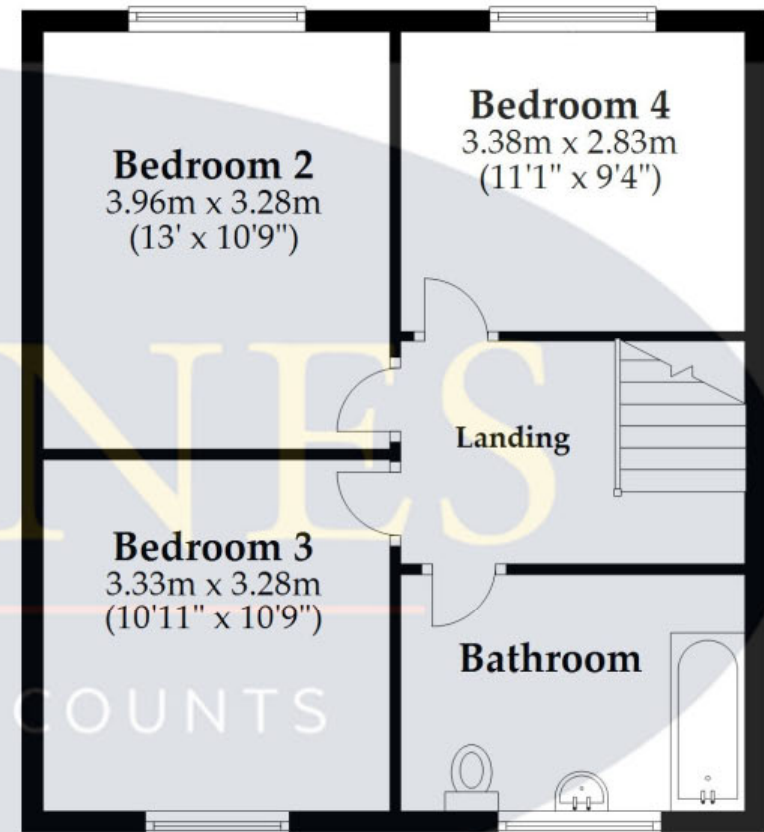 Bedroom 2
3.96m x 3.28m
(13' x 10'9")
Bedroom 4
3.38m x 2.83m
(11'1" x 9'4")
Landing
Bedroom 3
3.33m x 3.28m
(10'11" x 10'9")
Bathroom
NES
COUNTS